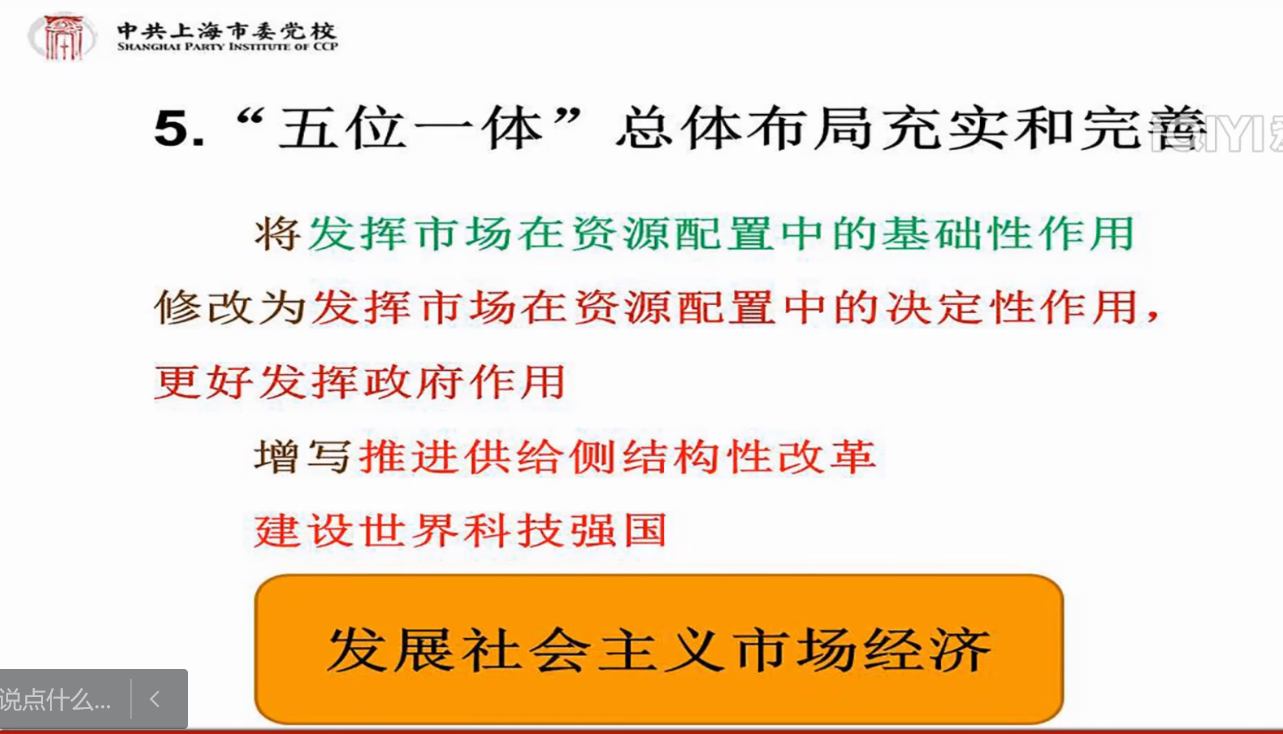 中共上海市委党校
SHANGHAI PARTY INSTITUTE OF CCP
5. “五位一体”总体布局充实和完善
将发挥市场在资源配置中的基础性作用
修改为发挥市场在资源配置中的决定性作用，
更好发挥政府作用
增写推进供给侧结构性改革
建设世界科技强国
发展社会主义市场经济
说点什么...